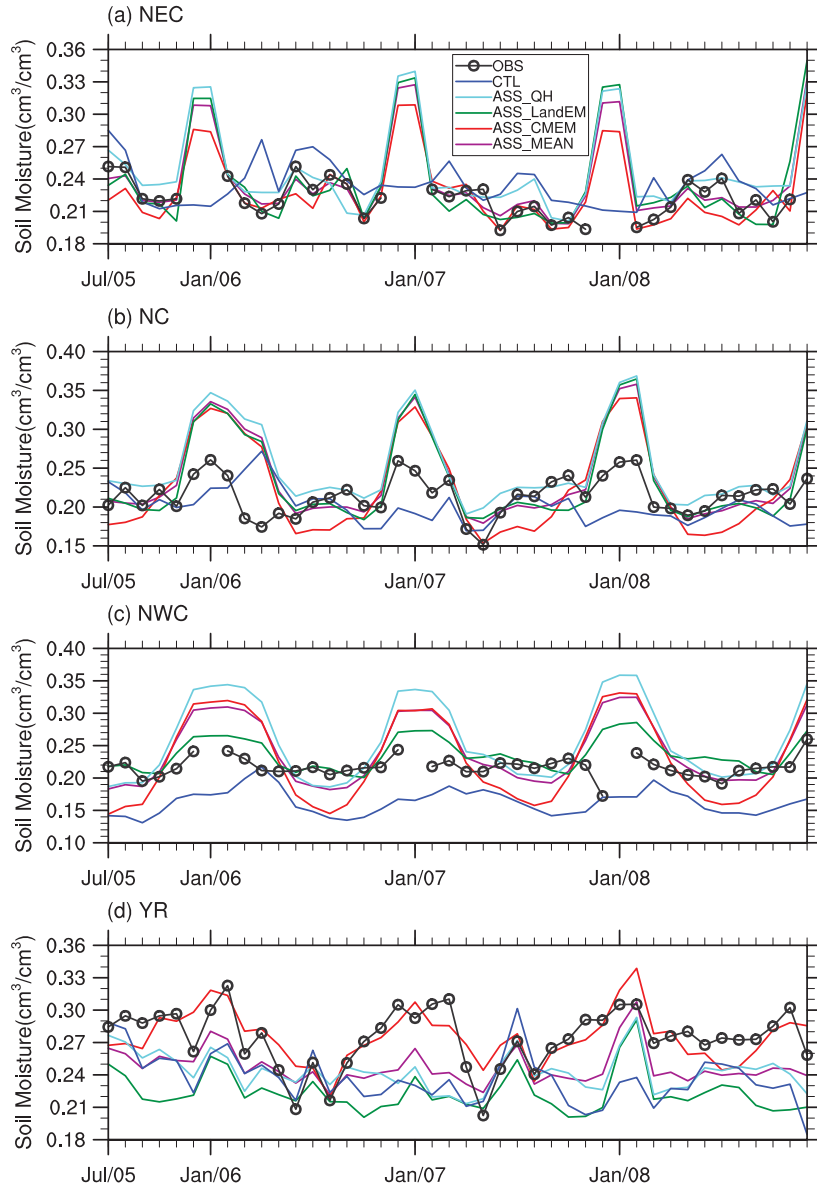 (a) NEC
Soil Moisture(cm³/cm³)
0.36
0.33
0.30
0.27
0.24
0.21
0.18
OBS
CTL
ASS_QH
ASS_LandEM
ASS_CMEM
ASS_MEAN
Jul/05 Jan/06 Jan/07 Jan/08
(b) NC
Soil Moisture(cm³/cm³)
0.40
0.35
0.30
0.25
0.20
0.15
Jul/05 Jan/06 Jan/07 Jan/08
(c) NWC
Soil Moisture(cm³/cm³)
0.40
0.35
0.30
0.25
0.20
0.15
0.10
Jul/05 Jan/06 Jan/07 Jan/08
(d) YR
Soil Moisture(cm³/cm³)
0.36
0.33
0.30
0.27
0.24
0.21
0.18
Jul/05 Jan/06 Jan/07 Jan/08